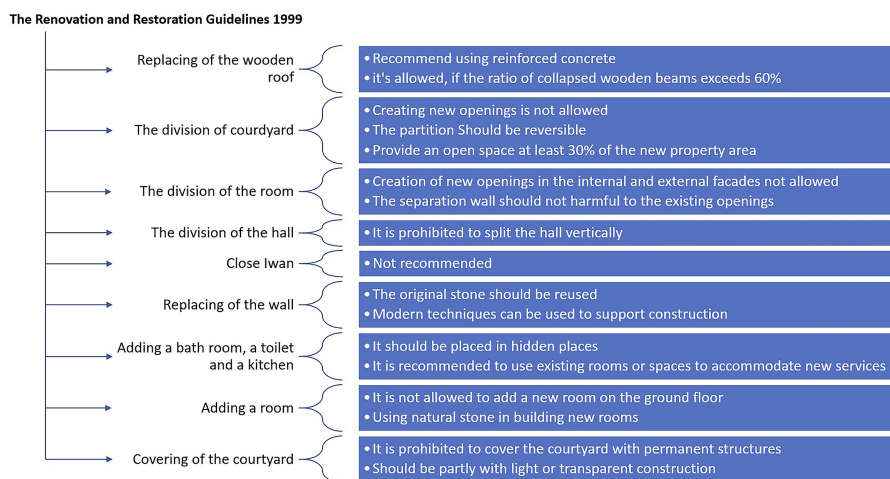 The Renovation and Restoration Guidelines 1999
Replacing of the wooden
roof
• Recommend using reinforced concrete
• it's allowed, if the ratio of collapsed wooden beams exceeds 60%
The division of courdyard
• Creating new openings is not allowed
• The partition Should be reversible
• Provide an open space at least 30% of the new property area
The division of the room
• Creation of new openings in the internal and external facades not allowed
• The separation wall should not harmful to the existing openings
The division of the hall
• It is prohibited to split the hall vertically
Close Iwan
• Not recommended
Replacing of the wall
• The original stone should be reused
• Modern techniques can be used to support construction
Adding a bath room, a toilet
and a kitchen
• It should be placed in hidden places
• It is recommended to use existing rooms or spaces to accommodate new services
Adding a room
• It is not allowed to add a new room on the ground floor
• Using natural stone in building new rooms
Covering of the courtyard
• It is prohibited to cover the courtyard with permanent structures
• Should be partly with light or transparent construction